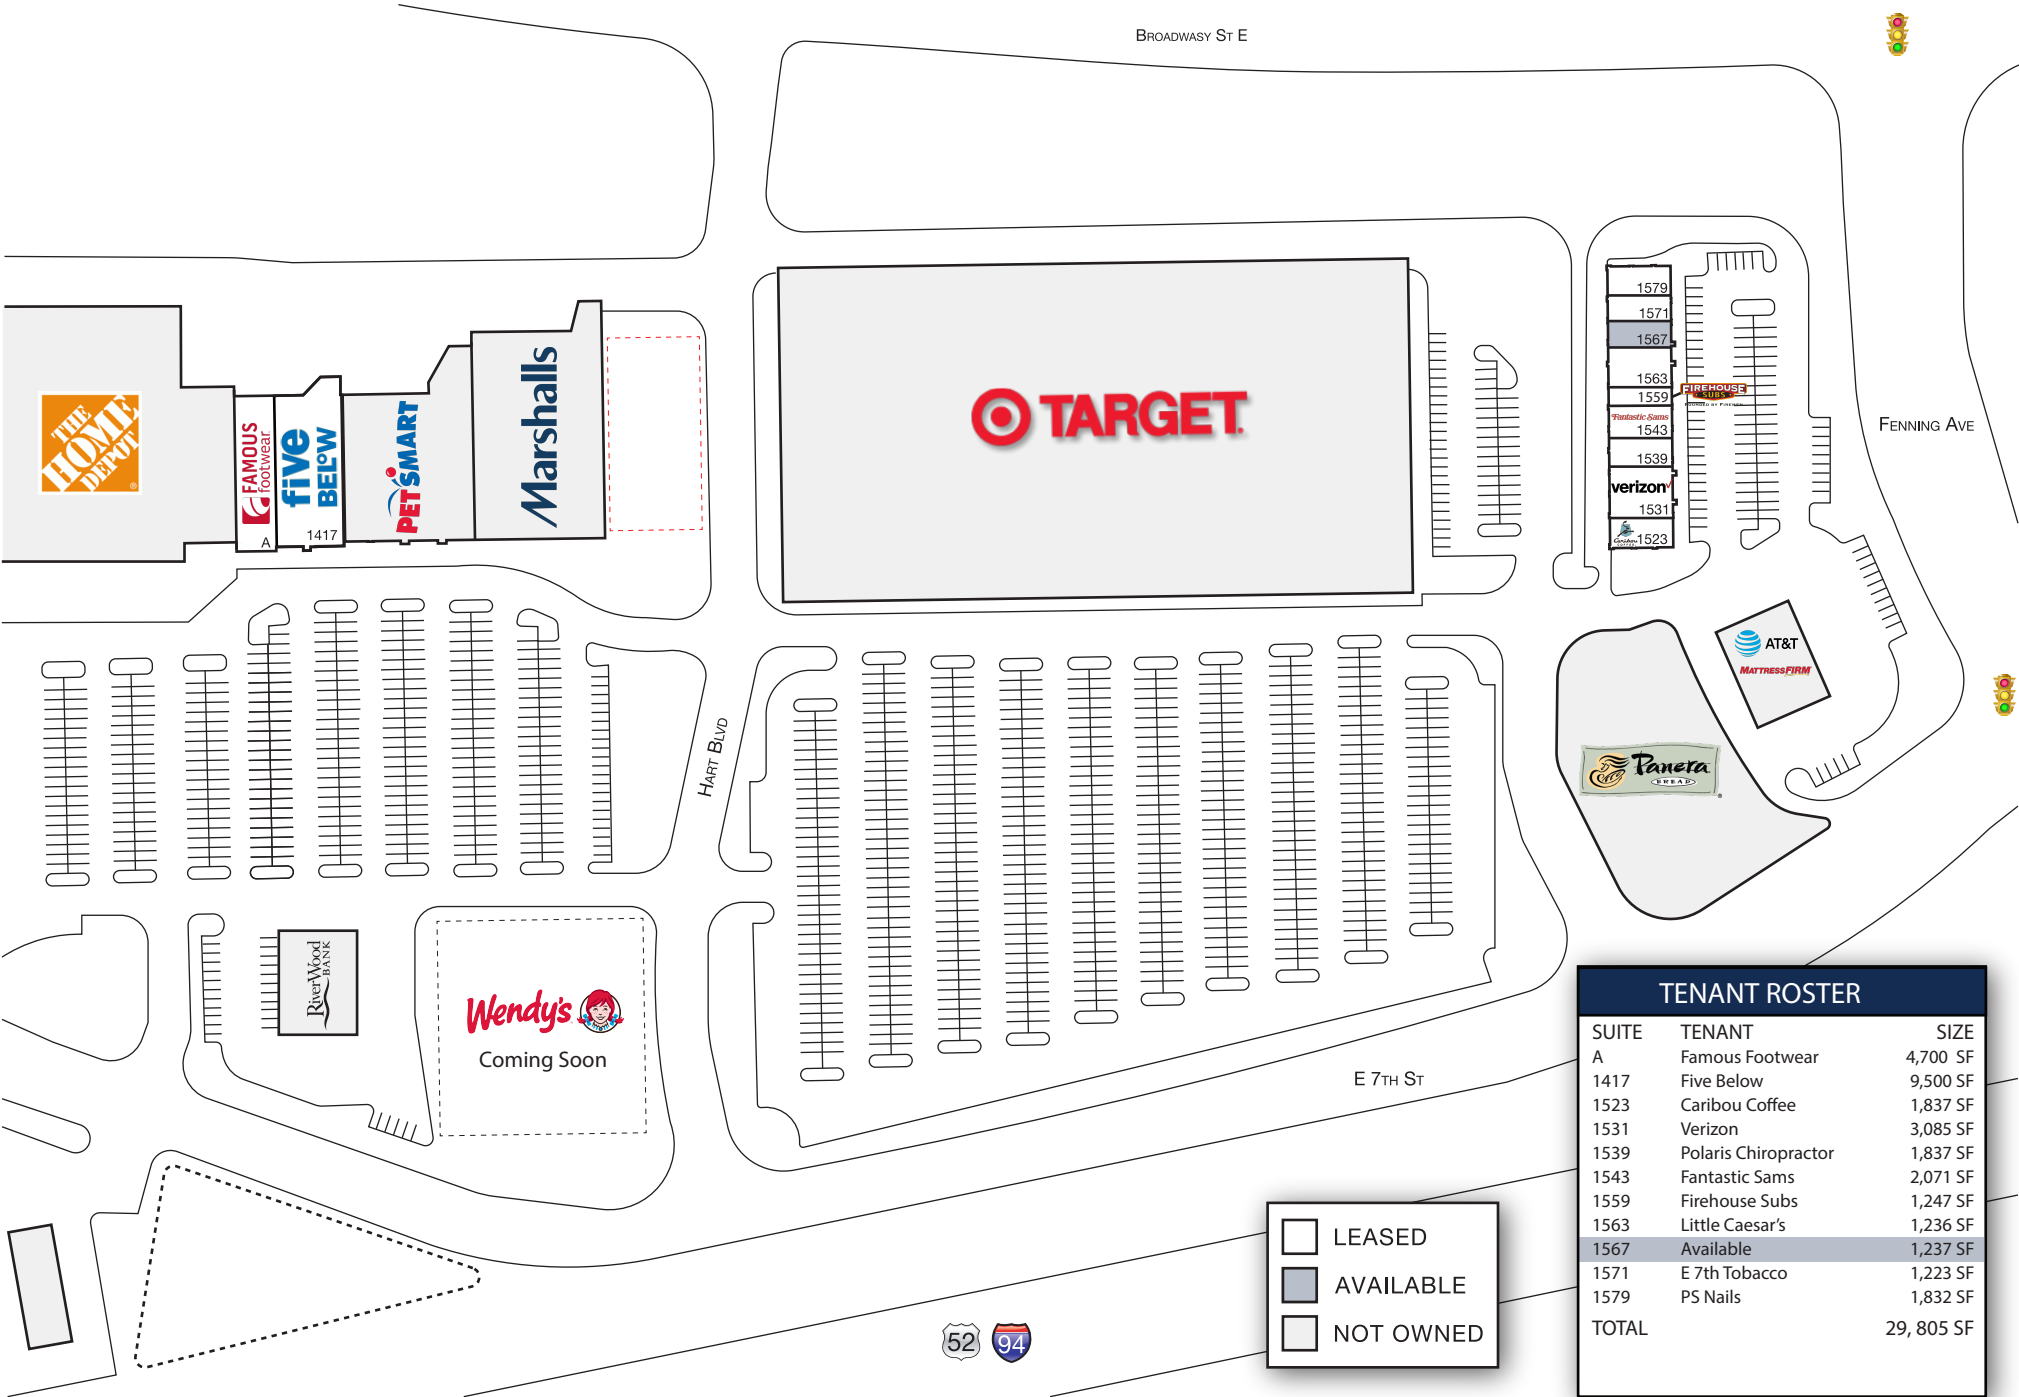 BROADWASY ST E
FENNING AVE
THE
HOME
DEPOT
®
FAMOUS
footwear
A
five
BELOW
1417
PETSMART
Marshalls
TARGET
1579
1571
1567
1563
1559
FIREHOUSE
SUBS
FOUNDED BY FIREMEN
Fantastic Sams
1543
1539
verizon
1531
Caribou
COFFEE
1523
AT&T
MATTRESSFIRM
Panera
BREAD
HART BLVD
RiverWood
BANK
Wendy's
Coming Soon
E 7TH ST
52
94
LEASED
AVAILABLE
NOT OWNED
TENANT ROSTER
SUITE TENANT SIZE
A Famous Footwear 4,700 SF
1417 Five Below 9,500 SF
1523 Caribou Coffee 1,837 SF
1531 Verizon 3,085 SF
1539 Polaris Chiropractor 1,837 SF
1543 Fantastic Sams 2,071 SF
1559 Firehouse Subs 1,247 SF
1563 Little Caesar's 1,236 SF
1567 Available 1,237 SF
1571 E 7th Tobacco 1,223 SF
1579 PS Nails 1,832 SF
TOTAL 29, 805 SF